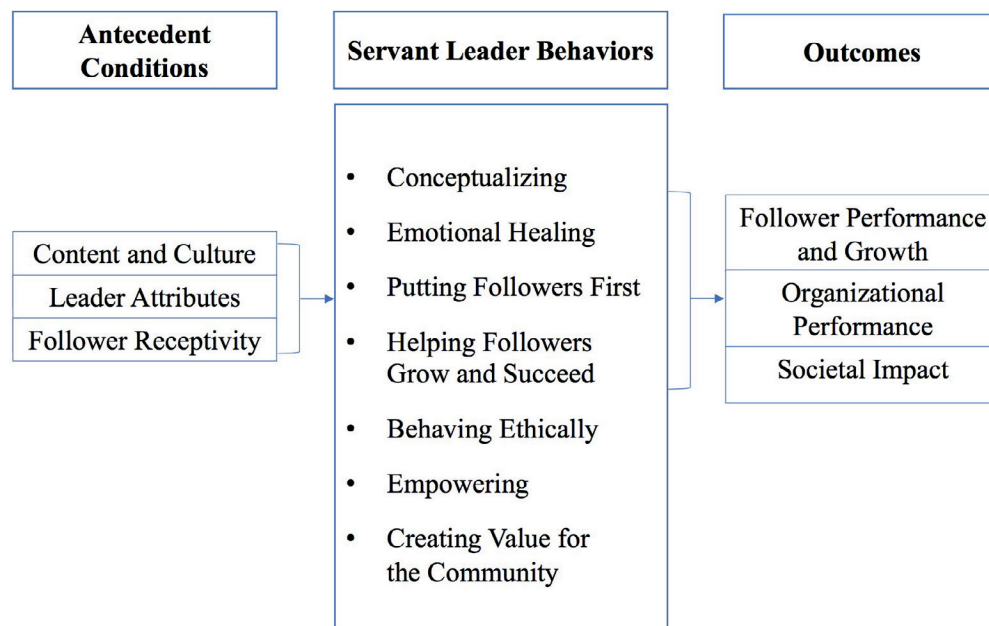 Antecedent
Conditions
Servant Leader Behaviors
Outcomes
Content and Culture
Leader Attributes
Follower Receptivity
• Conceptualizing
• Emotional Healing
• Putting Followers First
• Helping Followers
Grow and Succeed
• Behaving Ethically
• Empowering
• Creating Value for
the Community
Follower Performance
and Growth
Organizational
Performance
Societal Impact